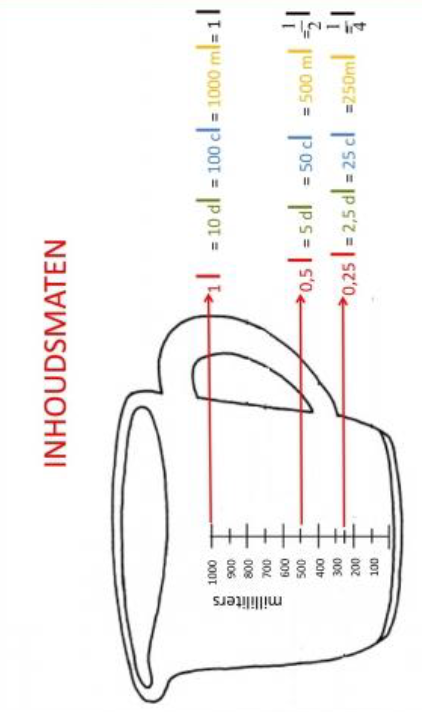 INHOUDSMATEN
1 l = 10 dl = 100 cl = 1000 ml = 1 l
0,5 l = 5 dl = 50 cl = 500 ml = 1/2 l
0,25 l = 2,5 dl = 25 cl = 250ml = 1/4 l
milliliters
1000
900
800
700
600
500
400
300
200
100